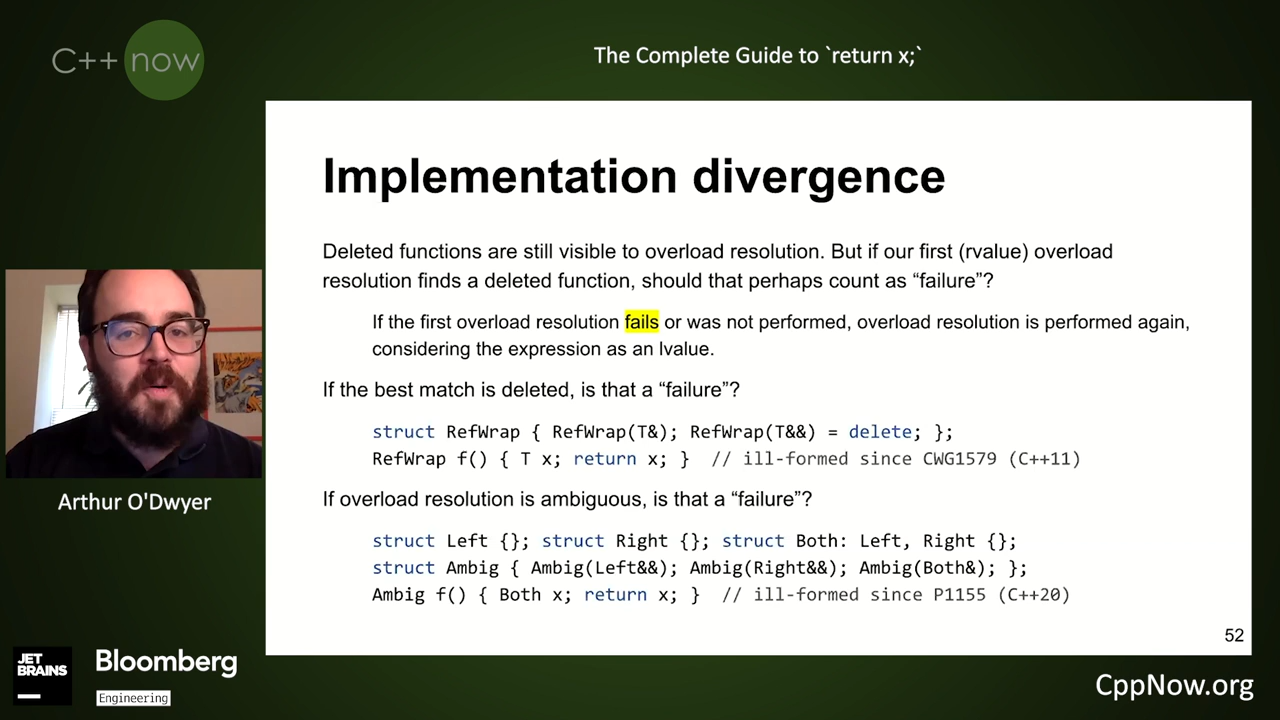 C++ now
The Complete Guide to `return x;`
Implementation divergence
Deleted functions are still visible to overload resolution. But if our first (rvalue) overload
resolution finds a deleted function, should that perhaps count as “failure”?
If the first overload resolution fails or was not performed, overload resolution is performed again,
considering the expression as an lvalue.
If the best match is deleted, is that a “failure”?
struct RefWrap { RefWrap(T&); RefWrap(T&&) = delete; };
RefWrap f() { T x; return x; }  // ill-formed since CWG1579 (C++11)
If overload resolution is ambiguous, is that a “failure”?
struct Left {}; struct Right {}; struct Both: Left, Right {};
struct Ambig { Ambig(Left&&); Ambig(Right&&); Ambig(Both&); };
Ambig f() { Both x; return x; }  // ill-formed since P1155 (C++20)
52
Arthur O'Dwyer
JET
BRAINS
Bloomberg
Engineering
CppNow.org